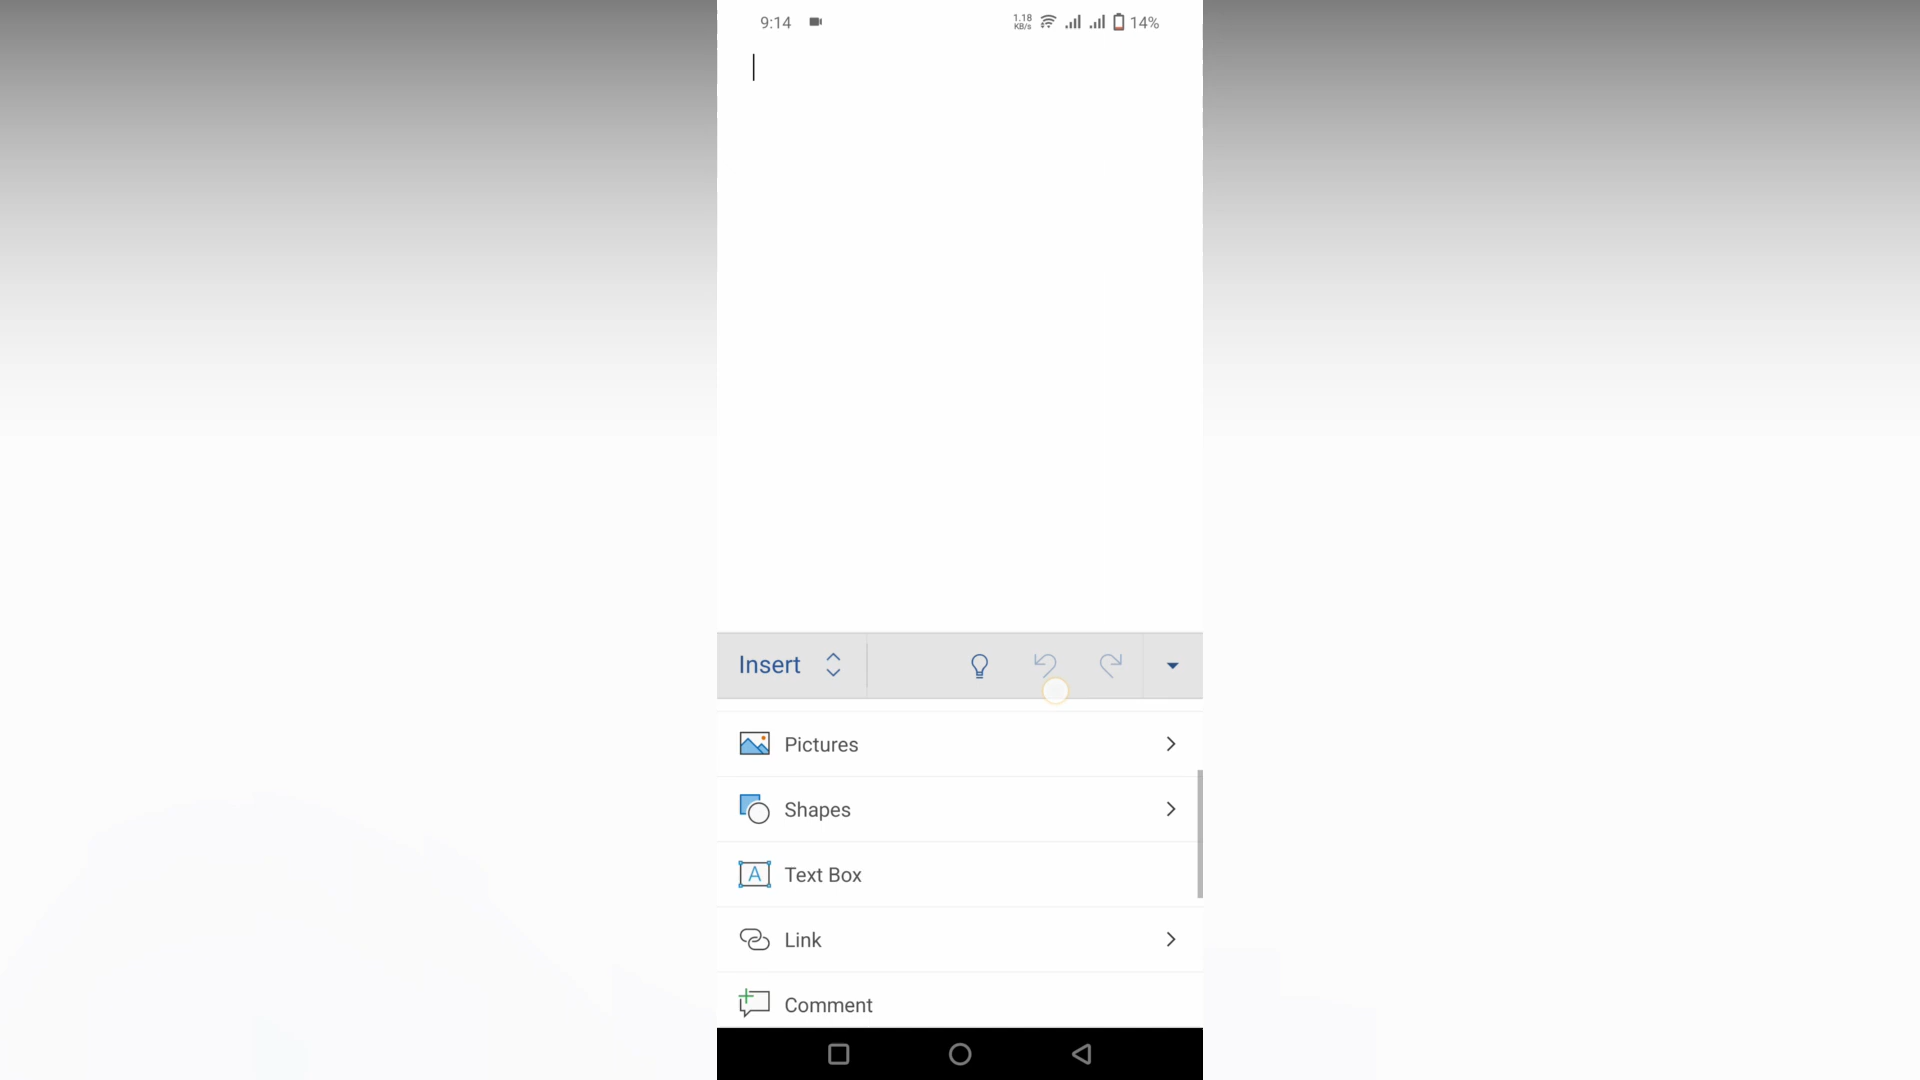 9:14 1.18 KB/s 14%
Insert
Pictures
Shapes
A Text Box
Link
Comment